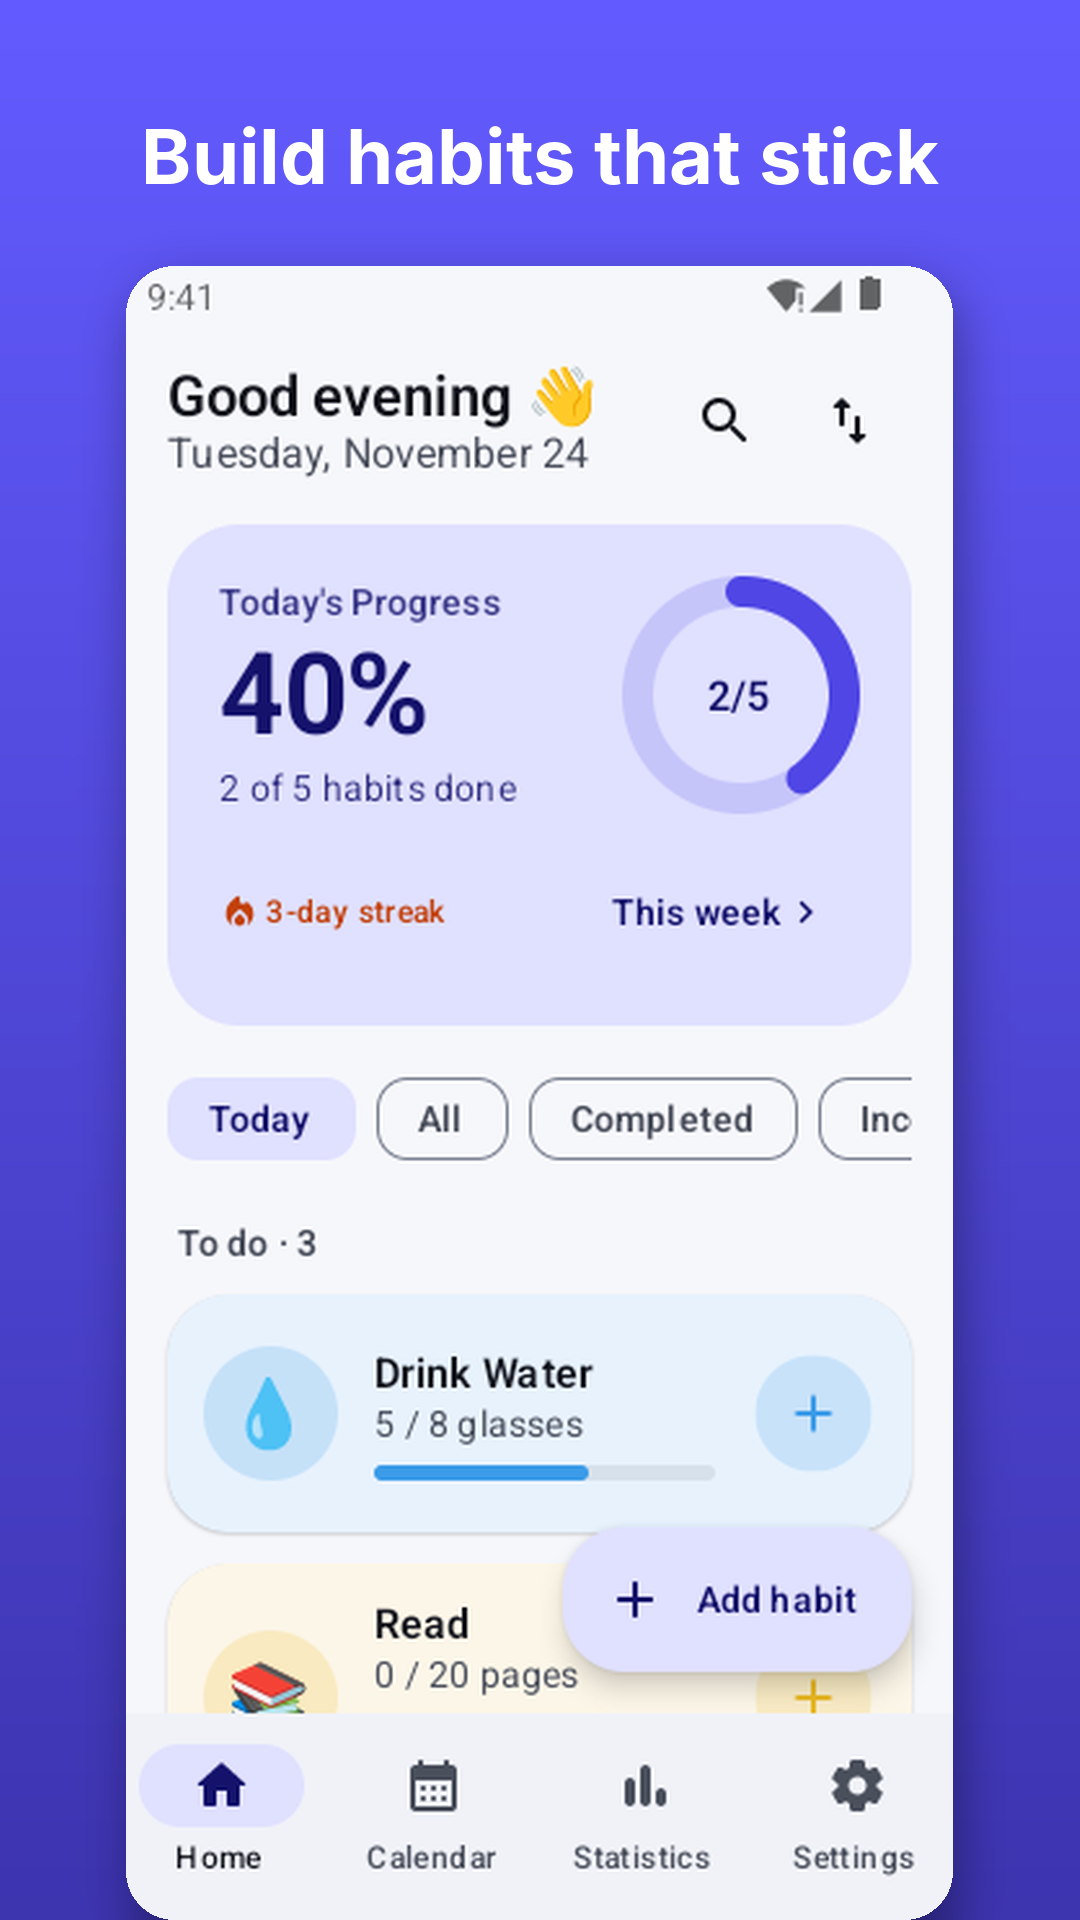 Build habits that stick
9:41
Good evening 👋
Tuesday, November 24
Today's Progress
40%
2 of 5 habits done
2/5
3-day streak
This week
Today
All
Completed
Inc
To do · 3
Drink Water
5 / 8 glasses
Read
0 / 20 pages
Add habit
Home
Calendar
Statistics
Settings